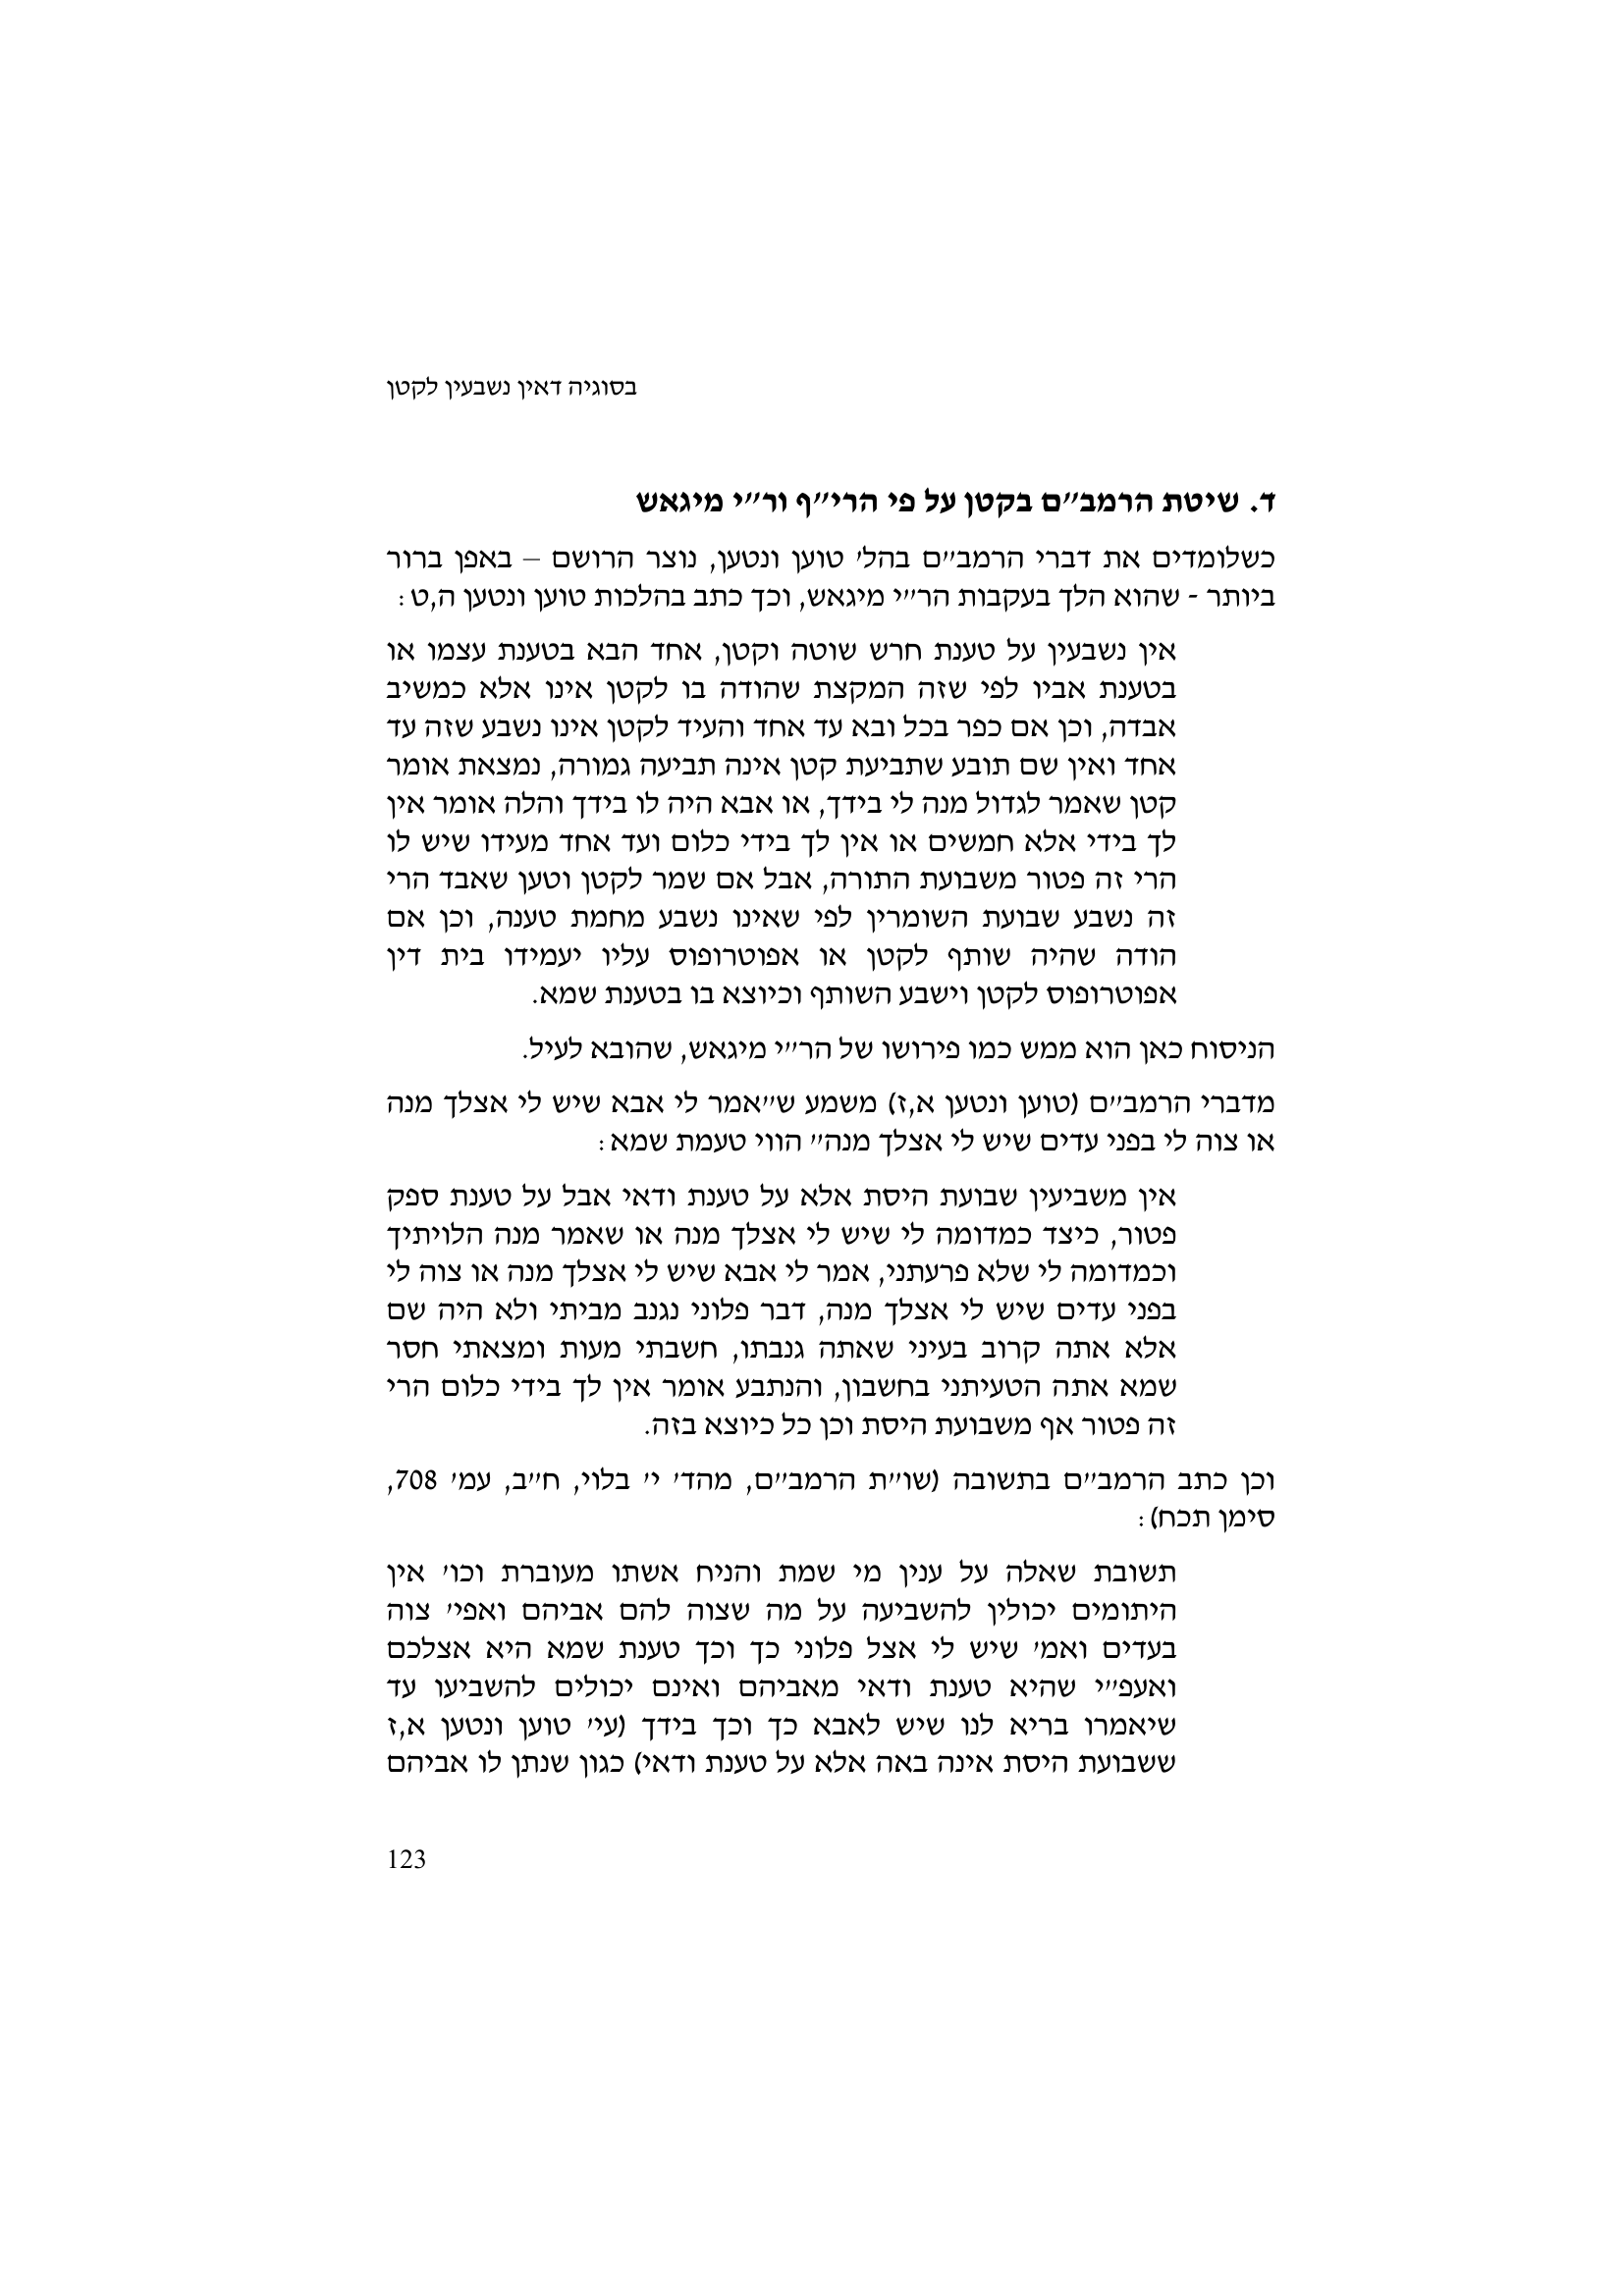 בסוגיה דאין נשבעין לקטן
ד. שיטת הרמב״ם בקטן על פי הרי״ף ור״י מיגאש
כשלומדים את דברי הרמב״ם בהל׳ טוען ונטען, נוצר הרושם – באפן ברור
ביותר - שהוא הלך בעקבות הר״י מיגאש, וכך כתב בהלכות טוען ונטען ה,ט:
אין נשבעין על טענת חרש שוטה וקטן, אחד הבא בטענת עצמו או
בטענת אביו לפי שזה המקצת שהודה בו לקטן אינו אלא כמשיב
אבדה, וכן אם כפר בכל ובא עד אחד והעיד לקטן אינו נשבע שזה עד
אחד ואין שם תובע שתביעת קטן אינה תביעה גמורה, נמצאת אומר
קטן שאמר לגדול מנה לי בידך, או אבא היה לו בידך והלה אומר אין
לך בידי אלא חמשים או אין לך בידי כלום ועד אחד מעידו שיש לו
הרי זה פטור משבועת התורה, אבל אם שמר לקטן וטען שאבד הרי
זה נשבע שבועת השומרין לפי שאינו נשבע מחמת טענה, וכן אם
הודה שהיה שותף לקטן או אפוטרופוס עליו יעמידו בית דין
אפוטרופוס לקטן וישבע השותף וכיוצא בו בטענת שמא.
הניסוח כאן הוא ממש כמו פירושו של הר״י מיגאש, שהובא לעיל.
מדברי הרמב״ם (טוען ונטען א,ז) משמע ש״אמר לי אבא שיש לי אצלך מנה
או צוה לי בפני עדים שיש לי אצלך מנה״ הווי טעמת שמא:
אין משביעין שבועת היסת אלא על טענת ודאי אבל על טענת ספק
פטור, כיצד כמדומה לי שיש לי אצלך מנה או שאמר מנה הלויתיך
וכמדומה לי שלא פרעתני, אמר לי אבא שיש לי אצלך מנה או צוה לי
בפני עדים שיש לי אצלך מנה, דבר פלוני נגנב מביתי ולא היה שם
אלא אתה קרוב בעיני שאתה גנבתו, חשבתי מעות ומצאתי חסר
שמא אתה הטעיתני בחשבון, והנתבע אומר אין לך בידי כלום הרי
זה פטור אף משבועת היסת וכן כל כיוצא בזה.
וכן כתב הרמב״ם בתשובה (שו״ת הרמב״ם, מהד׳ י׳ בלוי, ח״ב, עמ׳ 708,
סימן תכח):
תשובת שאלה על ענין מי שמת והניח אשתו מעוברת וכו׳ אין
היתומים יכולין להשביעה על מה שצוה להם אביהם ואפי׳ צוה
בעדים ואמ׳ שיש לי אצל פלוני כך וכך טענת שמא היא אצלכם
ואעפ״י שהיא טענת ודאי מאביהם ואינם יכולים להשביעו עד
שיאמרו בריא לנו שיש לאבא כך וכך בידך (עי׳ טוען ונטען א,ז
ששבועת היסת אינה באה אלא על טענת ודאי) כגון שנתן לו אביהם
123